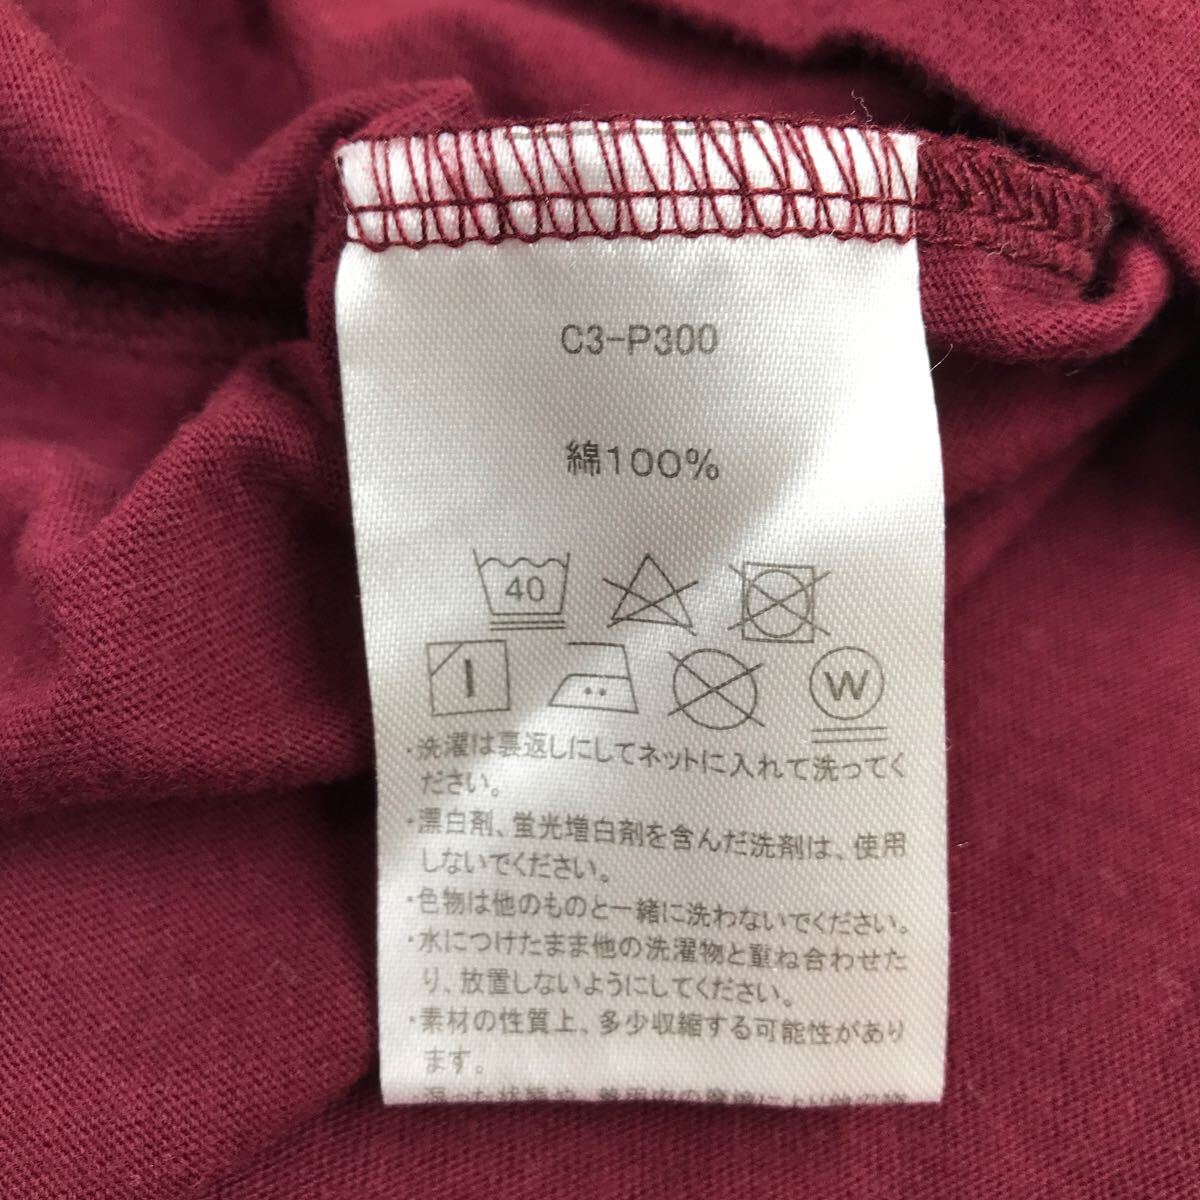 C3-P300
綿100%
40
W
・洗濯は裏返しにしてネットに入れて洗ってく
ださい。
・漂白剤、蛍光増白剤を含んだ洗剤は、使用
しないでください。
・色物は他のものと一緒に洗わないでください。
・水につけたまま他の洗濯物と重ね合わせた
り、放置しないようにしてください。
・素材の性質上、多少収縮する可能性があり
ます。